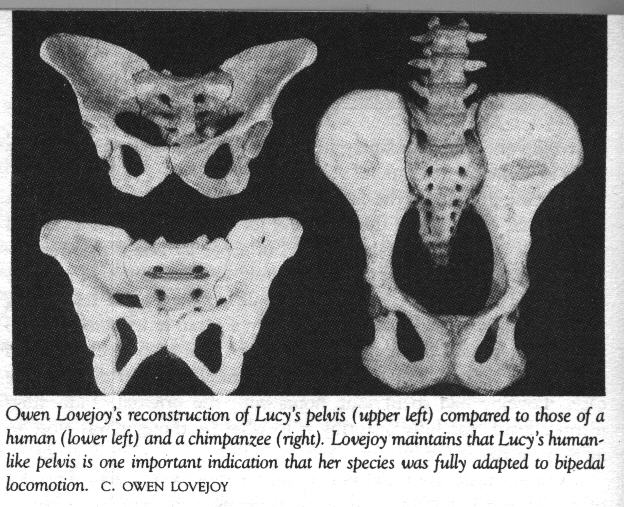 Owen Lovejoy's reconstruction of Lucy's pelvis (upper left) compared to those of a
human (lower left) and a chimpanzee (right). Lovejoy maintains that Lucy's human-
like pelvis is one important indication that her species was fully adapted to bipedal
locomotion. C. OWEN LOVEJOY